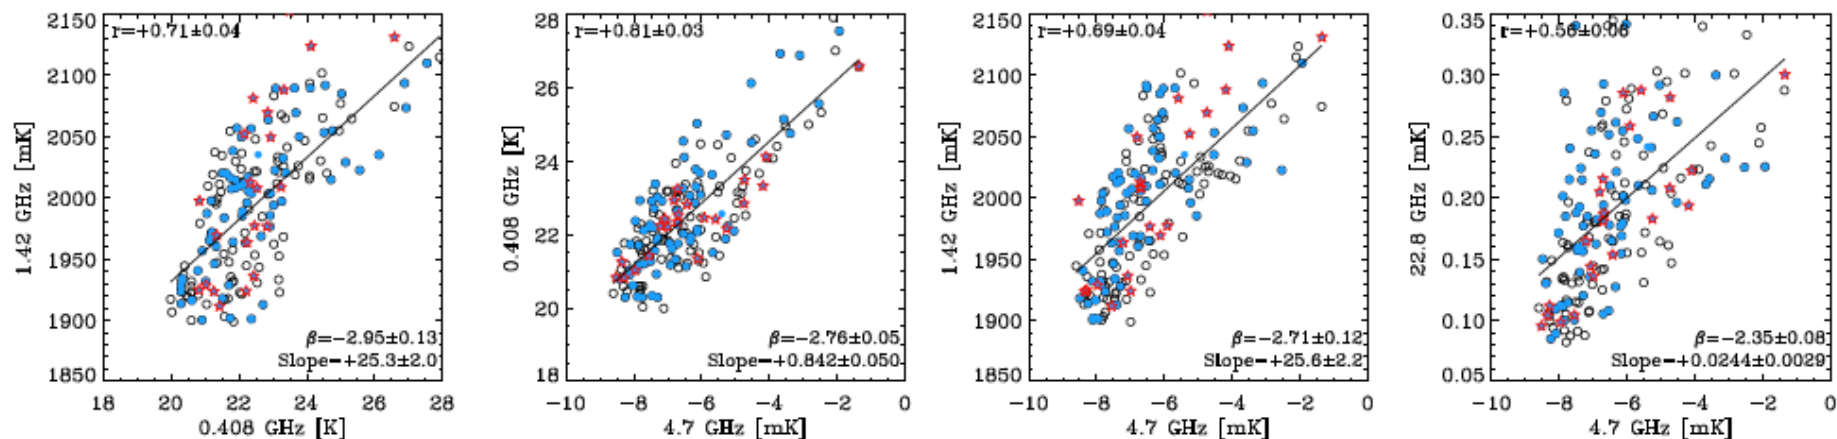 2150
2100
2050
2000
1950
1900
1850
1.42 GHz [mK]
r=+0.71±0.04
β=−2.95±0.13
Slope=+25.3±2.0
18 20 22 24 26 28
0.408 GHz [K]
28
26
24
22
20
18
0.408 GHz [K]
r=+0.81±0.03
β=−2.76±0.05
Slope=+0.842±0.050
−10 −8 −6 −4 −2 0
4.7 GHz [mK]
2150
2100
2050
2000
1950
1900
1850
1.42 GHz [mK]
r=+0.69±0.04
β=−2.71±0.12
Slope=+25.6±2.2
−10 −8 −6 −4 −2 0
4.7 GHz [mK]
0.35
0.30
0.25
0.20
0.15
0.10
0.05
22.8 GHz [mK]
r=+0.56±0.06
β=−2.35±0.08
Slope=+0.0244±0.0029
−10 −8 −6 −4 −2 0
4.7 GHz [mK]